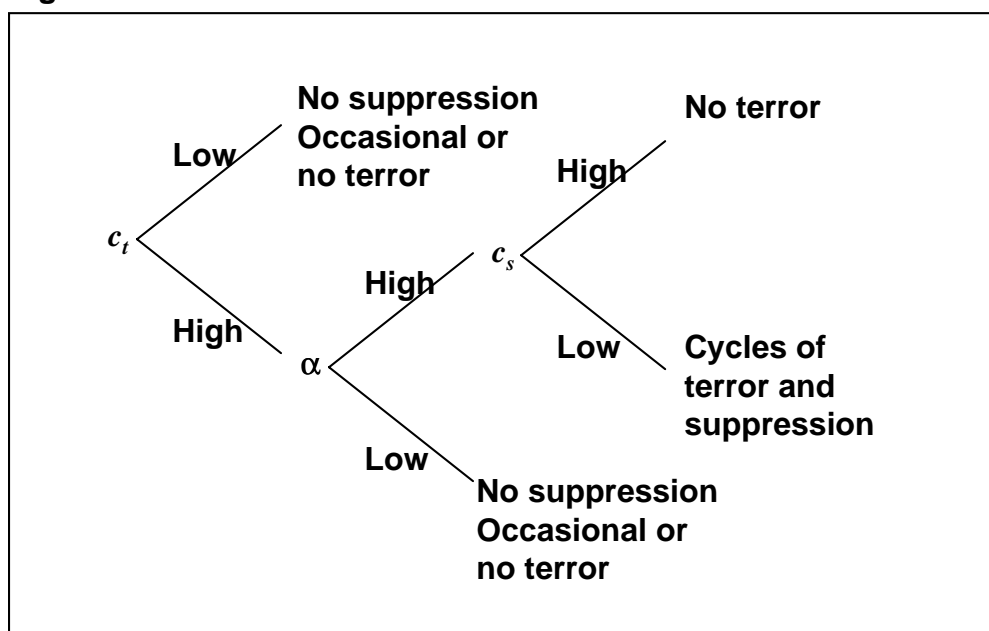 No suppression
Occasional or
no terror
No terror
Low
High
c_t
c_s
High
High
α
Low
Cycles of
terror and
suppression
Low
No suppression
Occasional or
no terror